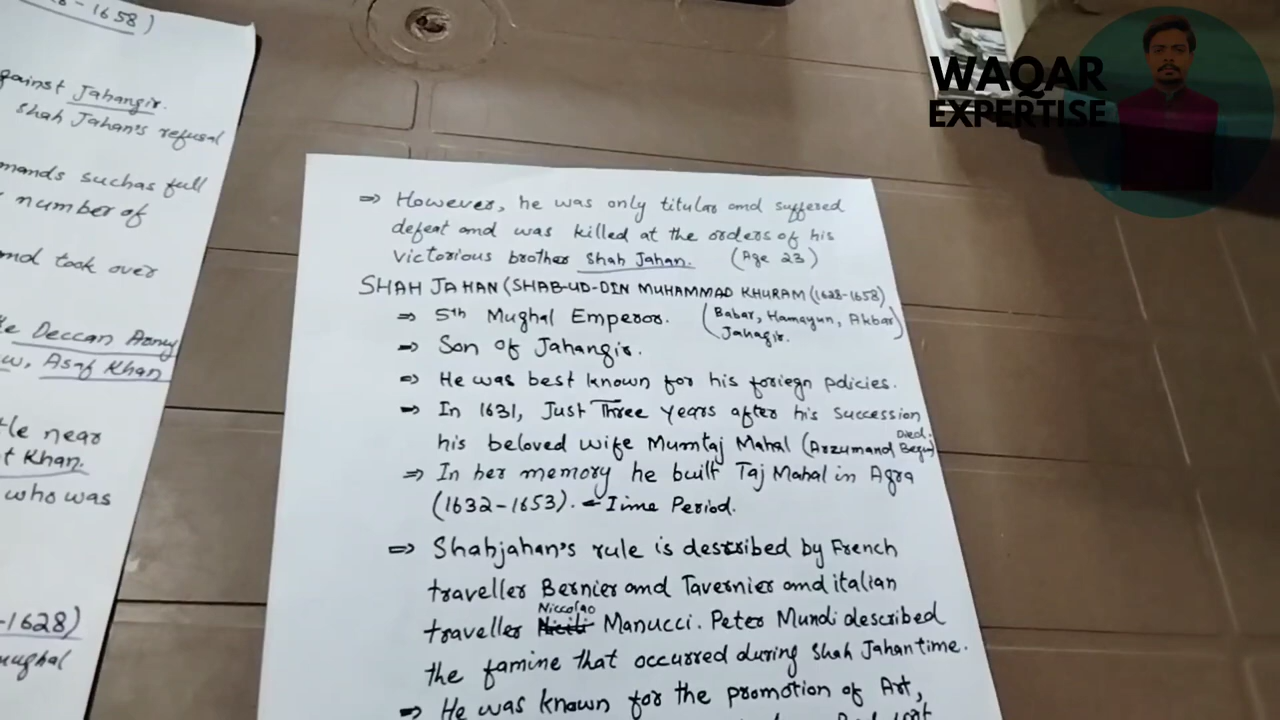 8-1658)
gainst Jahangir.
Shah Jahan's refusal
mands suchas full
number of
and took over
Deccan Army
w, Asaf Khan
tle near
t Khan.
who was
-1628)
mughal
WAQAR
EXPERTISE
⇒ However, he was only titular and suffered
defeat and was killed at the orders of his
victorious brother Shah Jahan. (Age 23)
SHAH JAHAN (SHAB-UD-DIN MUHAMMAD KHURAM (1628-1658)
⇒ 5th Mughal Emperor. (Babar, Hamayun, Akbar)
Jahagir.
⇒ Son of Jahangir.
⇒ He was best known for his foriegn policies.
⇒ In 1631, Just Three years after his succession
his beloved wife Mumtaj Mahal (Arzumand Begum) Died.
⇒ In her memory he built Taj Mahal in Agra
(1632-1653). ← Time Period.
⇒ Shahjahan's rule is described by French
traveller Bernier and Tavernier and italian
traveller Niccolao Manucci. Peter Mundi described
the famine that occurred during Shah Jahan time.
⇒ He was known for the promotion of Art,